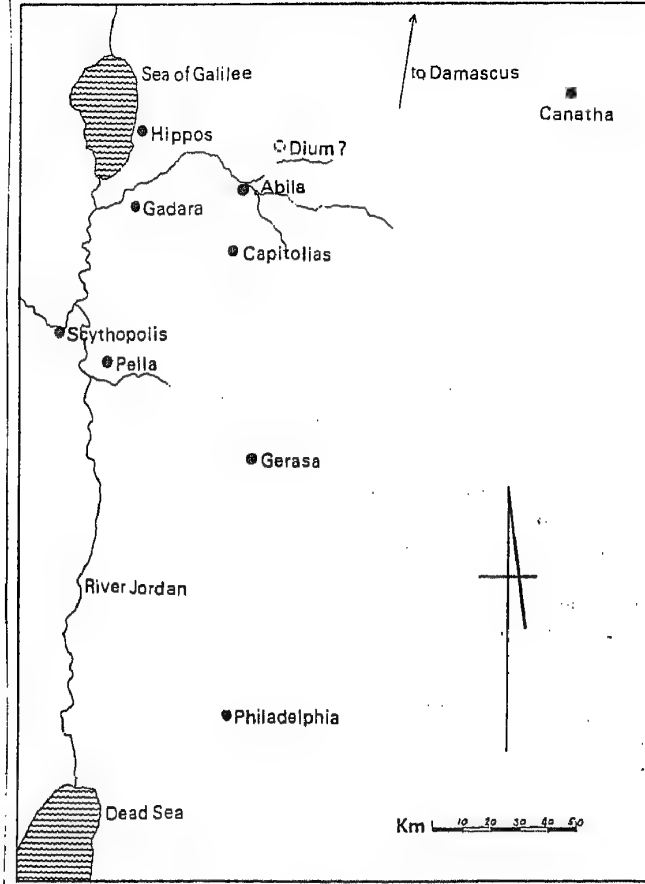 Sea of Galilee
to Damascus
Canatha
Hippos
Dium ?
Abila
Gadara
Capitolias
Scythopolis
Pella
Gerasa
River Jordan
Philadelphia
Dead Sea
Km 10 20 30 40 50